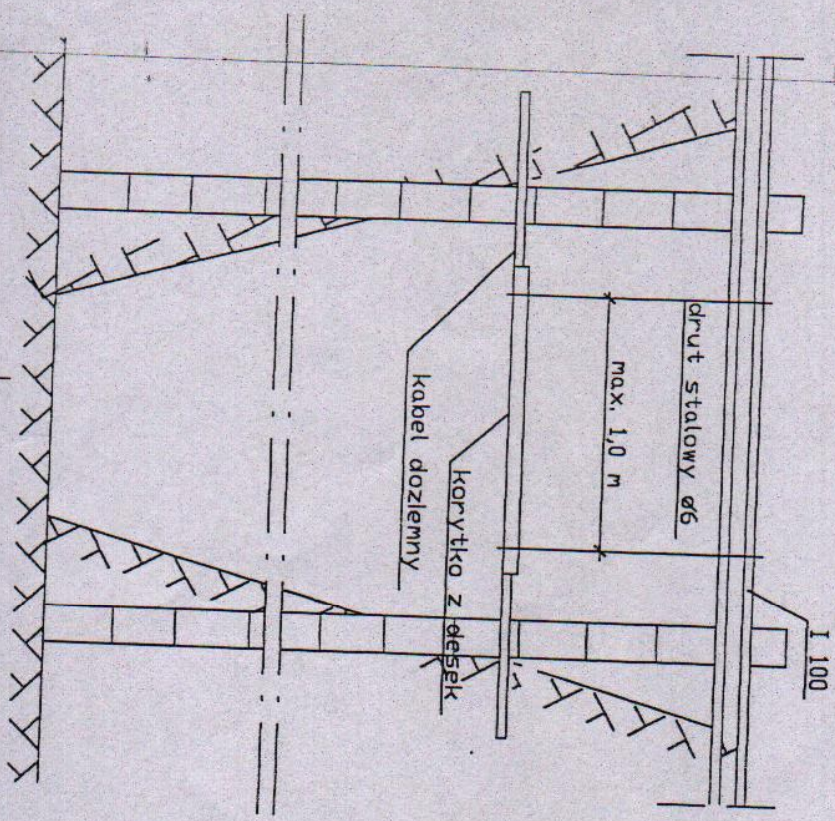 I 100
drut stalowy ø6
max. 1,0 m
korytko z desek
kabel doziemny